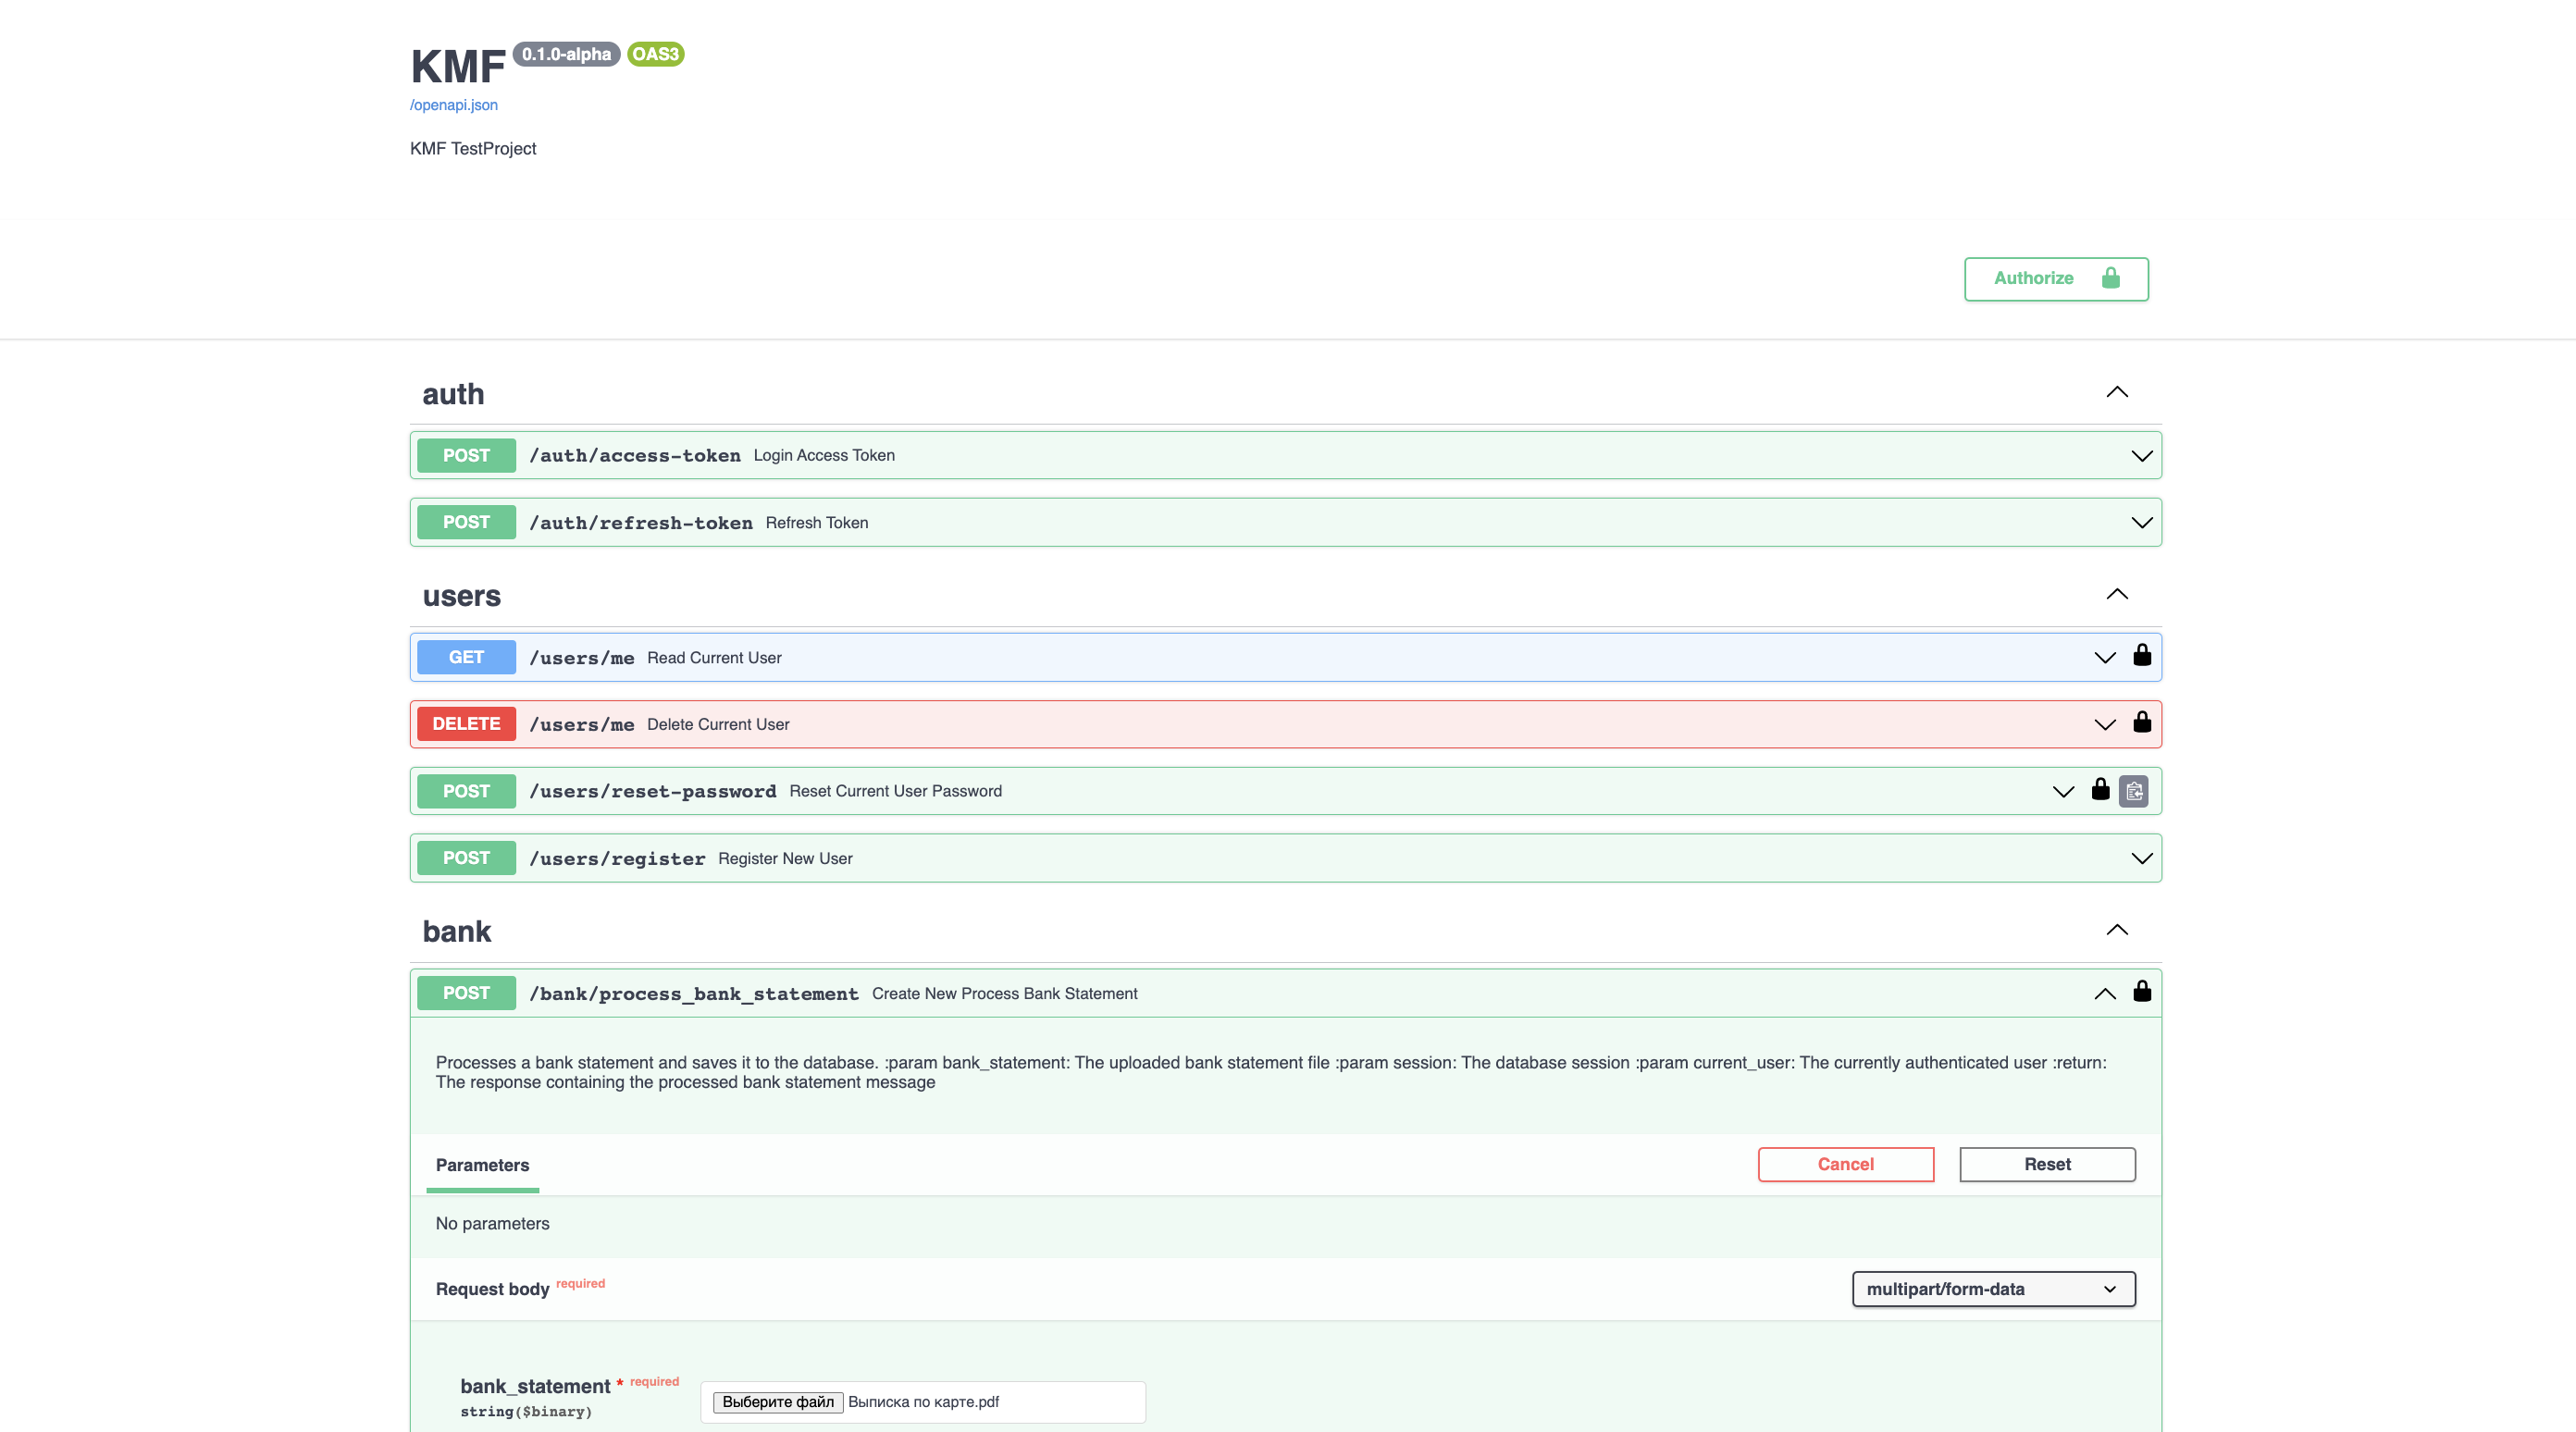 KMF 0.1.0-alpha OAS3
/openapi.json
KMF TestProject
Authorize
auth
POST /auth/access-token Login Access Token
POST /auth/refresh-token Refresh Token
users
GET /users/me Read Current User
DELETE /users/me Delete Current User
POST /users/reset-password Reset Current User Password
POST /users/register Register New User
bank
POST /bank/process_bank_statement Create New Process Bank Statement
Processes a bank statement and saves it to the database. :param bank_statement: The uploaded bank statement file :param session: The database session :param current_user: The currently authenticated user :return:
The response containing the processed bank statement message
Parameters Cancel Reset
No parameters
Request body required multipart/form-data
bank_statement * required
string($binary)
Выберите файл Выписка по карте.pdf